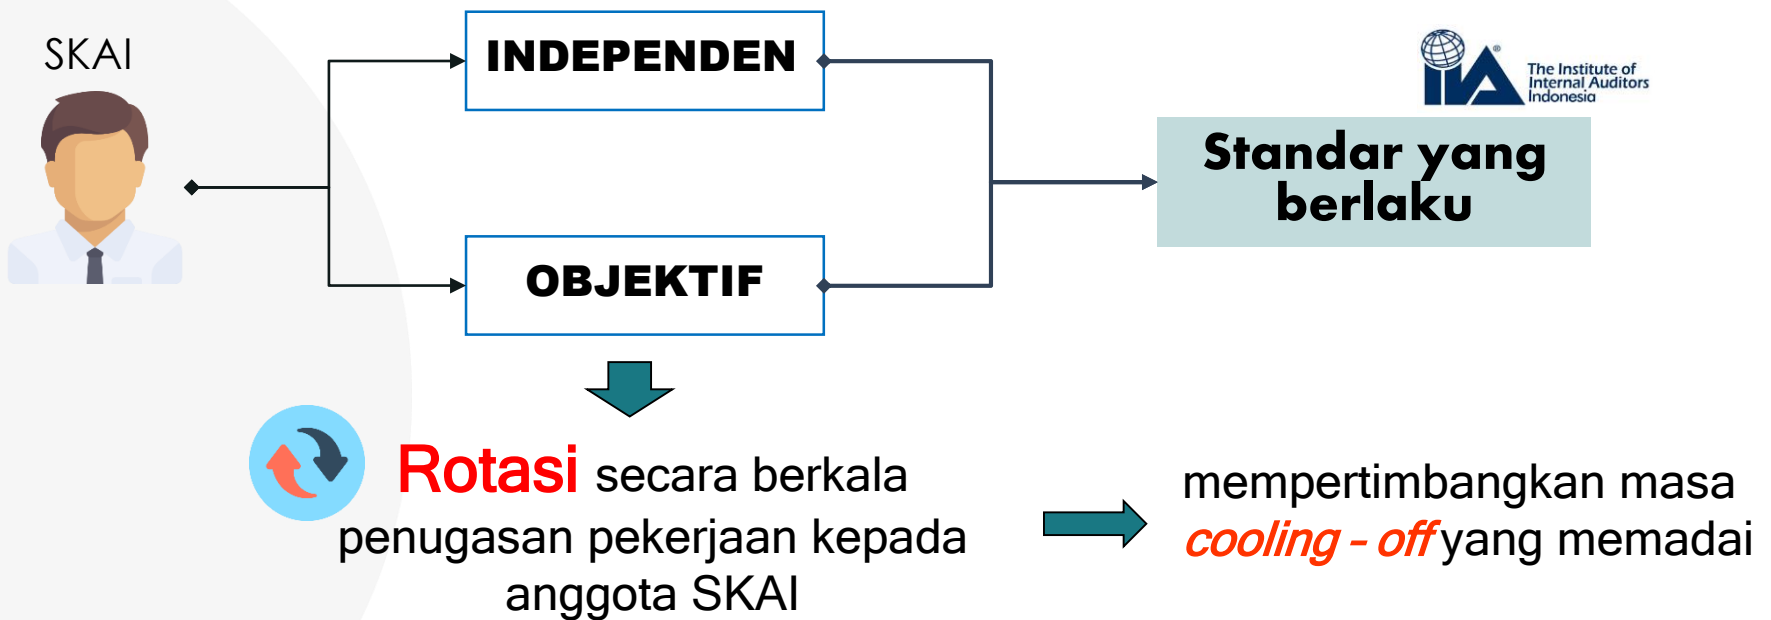 SKAI
INDEPENDEN
OBJEKTIF
IIA®
The Institute of
Internal Auditors
Indonesia
Standar yang
berlaku
Rotasi secara berkala
penugasan pekerjaan kepada
anggota SKAI
mempertimbangkan masa
cooling - off yang memadai